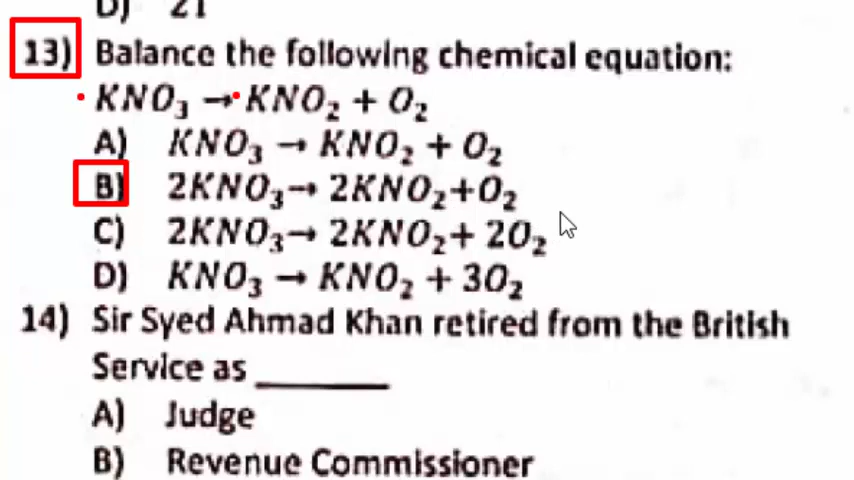 D) 21
13) Balance the following chemical equation:
KNO₃ → KNO₂ + O₂
A) KNO₃ → KNO₂ + O₂
B) 2KNO₃→ 2KNO₂+O₂
C) 2KNO₃→ 2KNO₂+ 2O₂
D) KNO₃ → KNO₂ + 3O₂
14) Sir Syed Ahmad Khan retired from the British
Service as ________
A) Judge
B) Revenue Commissioner